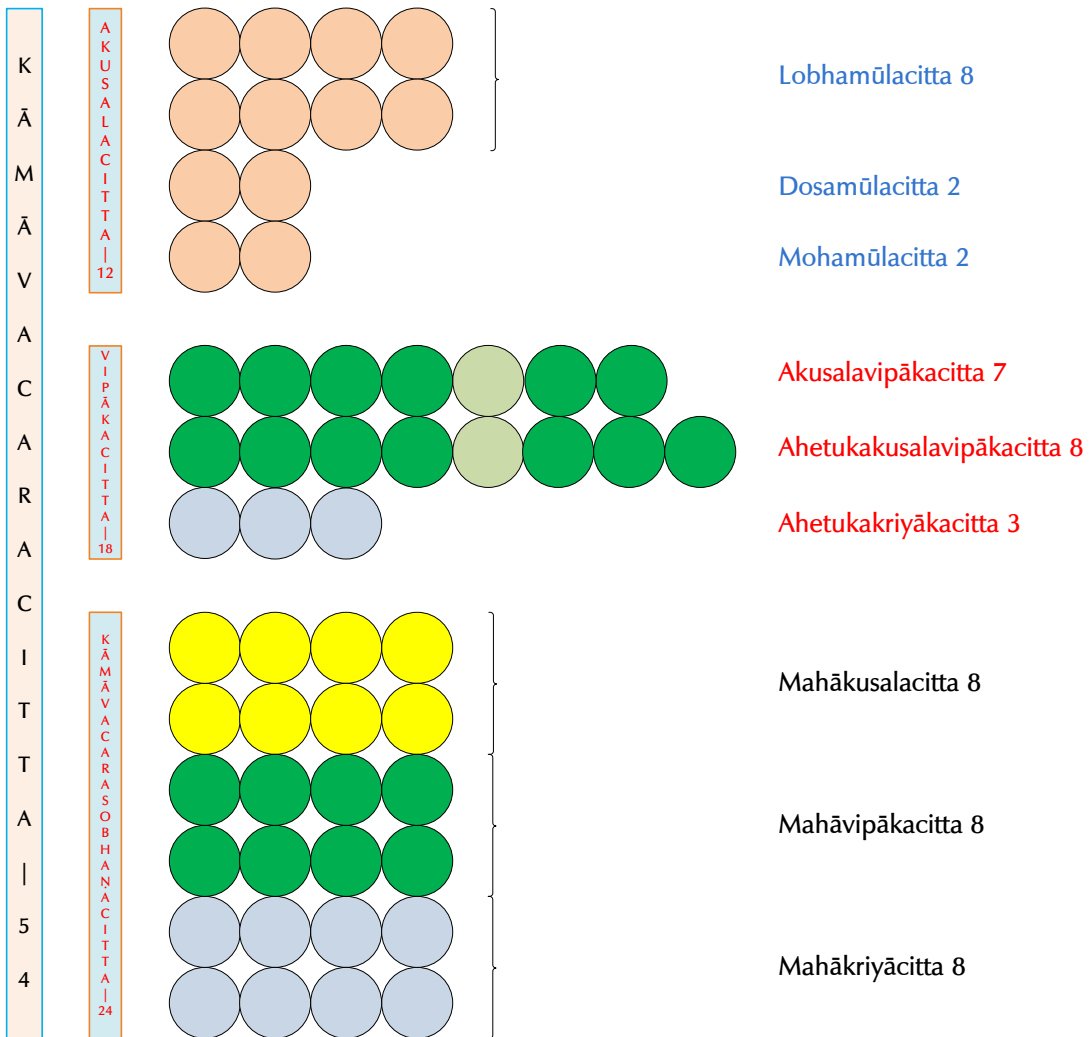 KĀMĀVACARACITTA|54
AKUSALACITTA|12
Lobhamūlacitta 8
Dosamūlacitta 2
Mohamūlacitta 2
VIPĀKACITTA|18
Akusalavipākacitta 7
Ahetukakusalavipākacitta 8
Ahetukakriyākacitta 3
KĀMĀVACARASOBHAṆACITTA|24
Mahākusalacitta 8
Mahāvipākacitta 8
Mahākriyācitta 8